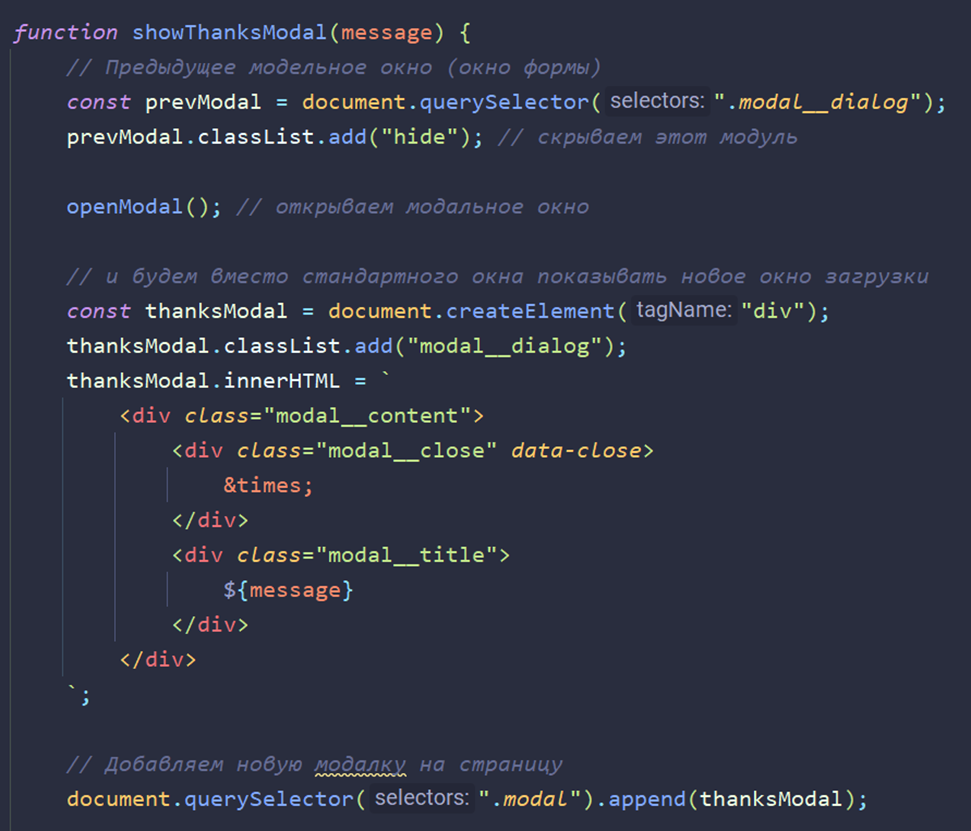 function showThanksModal(message) {
// Предыдущее модельное окно (окно формы)
const prevModal = document.querySelector( selectors: ".modal__dialog");
prevModal.classList.add("hide"); // скрываем этот модуль
openModal(); // открываем модальное окно
// и будем вместо стандартного окна показывать новое окно загрузки
const thanksModal = document.createElement( tagName: "div");
thanksModal.classList.add("modal__dialog");
thanksModal.innerHTML = `
<div class="modal__content">
<div class="modal__close" data-close>
&times;
</div>
<div class="modal__title">
${message}
</div>
</div>
`;
// Добавляем новую модалку на страницу
document.querySelector( selectors: ".modal").append(thanksModal);